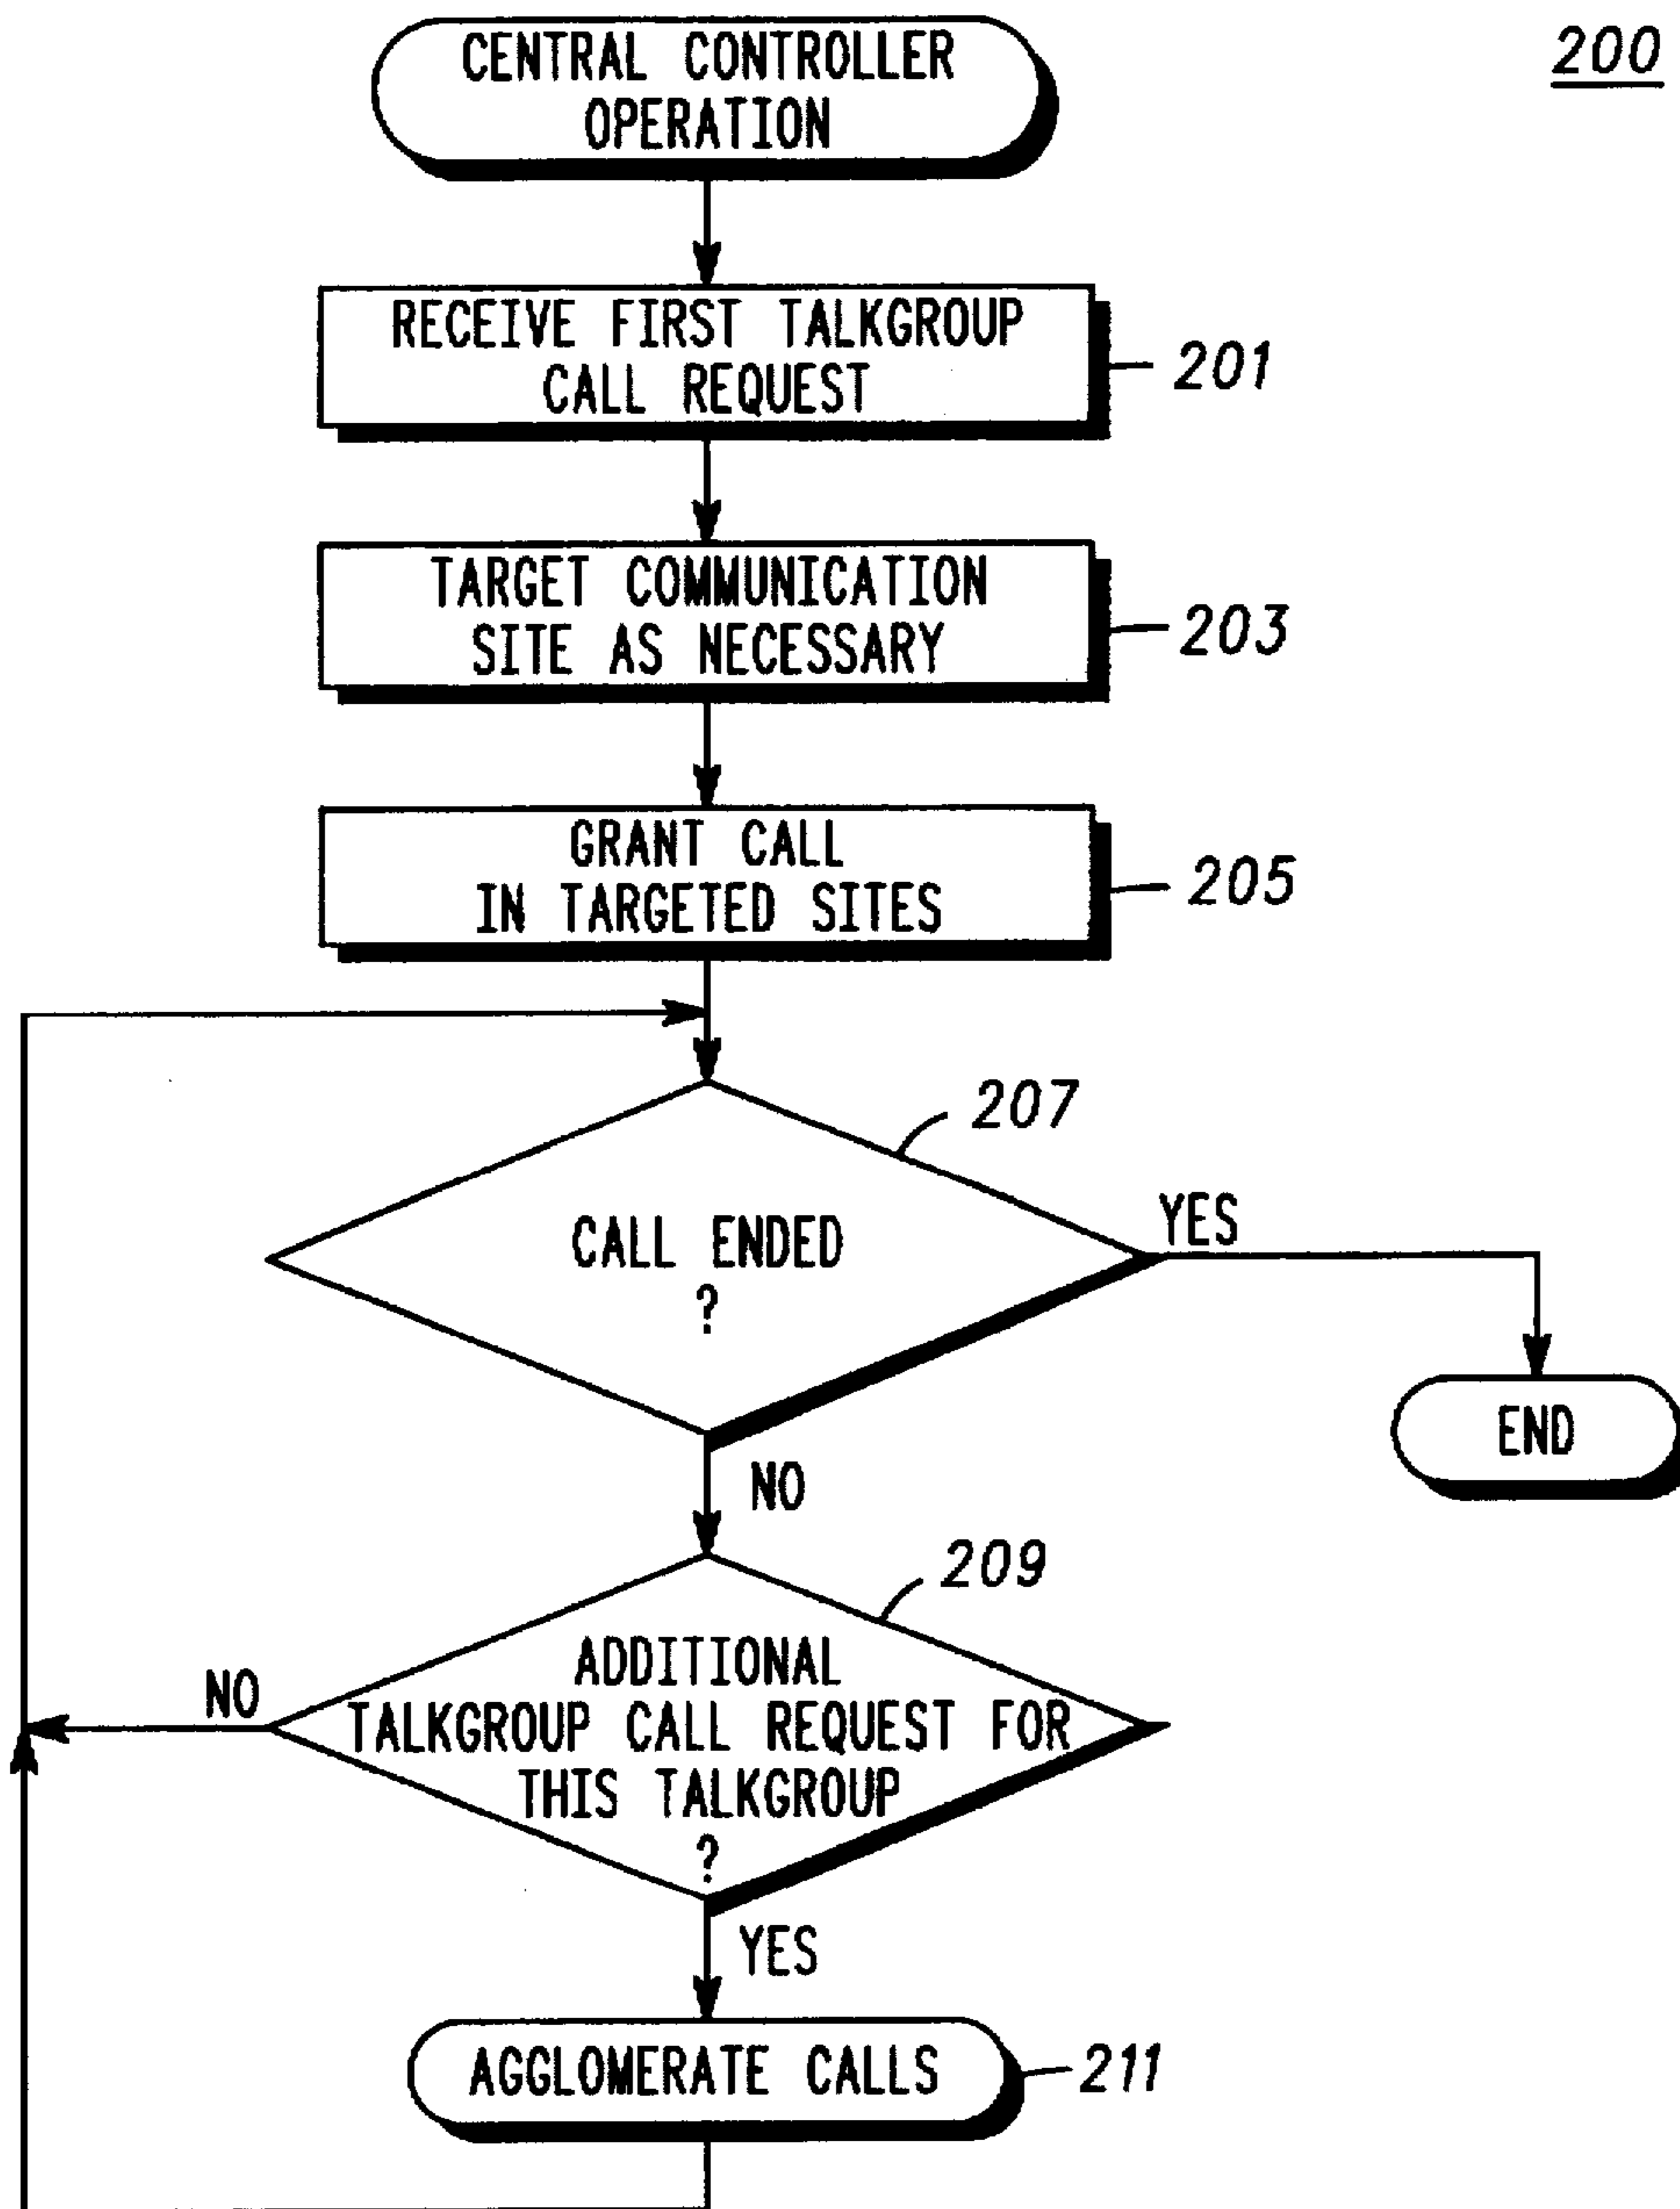 200
CENTRAL CONTROLLER
OPERATION
RECEIVE FIRST TALKGROUP
CALL REQUEST
201
TARGET COMMUNICATION
SITE AS NECESSARY
203
GRANT CALL
IN TARGETED SITES
205
207
CALL ENDED
?
YES
END
NO
209
ADDITIONAL
TALKGROUP CALL REQUEST FOR
THIS TALKGROUP
?
NO
YES
AGGLOMERATE CALLS
211